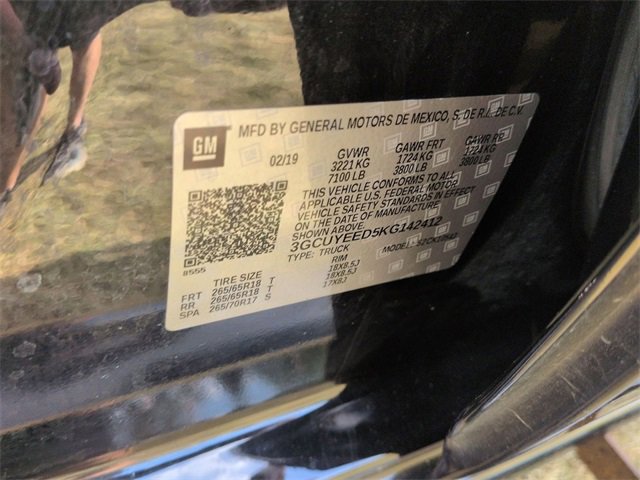 GM
MFD BY GENERAL MOTORS DE MEXICO, S. DE R.L. DE C.V.
02/19 GVWR GAWR FRT GAWR RR
3221 KG 1724 KG 1724 KG
7100 LB 3800 LB 3800 LB
THIS VEHICLE CONFORMS TO ALL
APPLICABLE U.S. FEDERAL MOTOR
VEHICLE SAFETY STANDARDS IN EFFECT
ON THE DATE OF MANUFACTURE
SHOWN ABOVE.
3GCUYEED5KG142412
TYPE: TRUCK MODEL:
8555
TIRE SIZE RIM
FRT 265/65R18 T 18X8.5J
RR 265/65R18 T 18X8.5J
SPA 265/70R17 S 17X8J